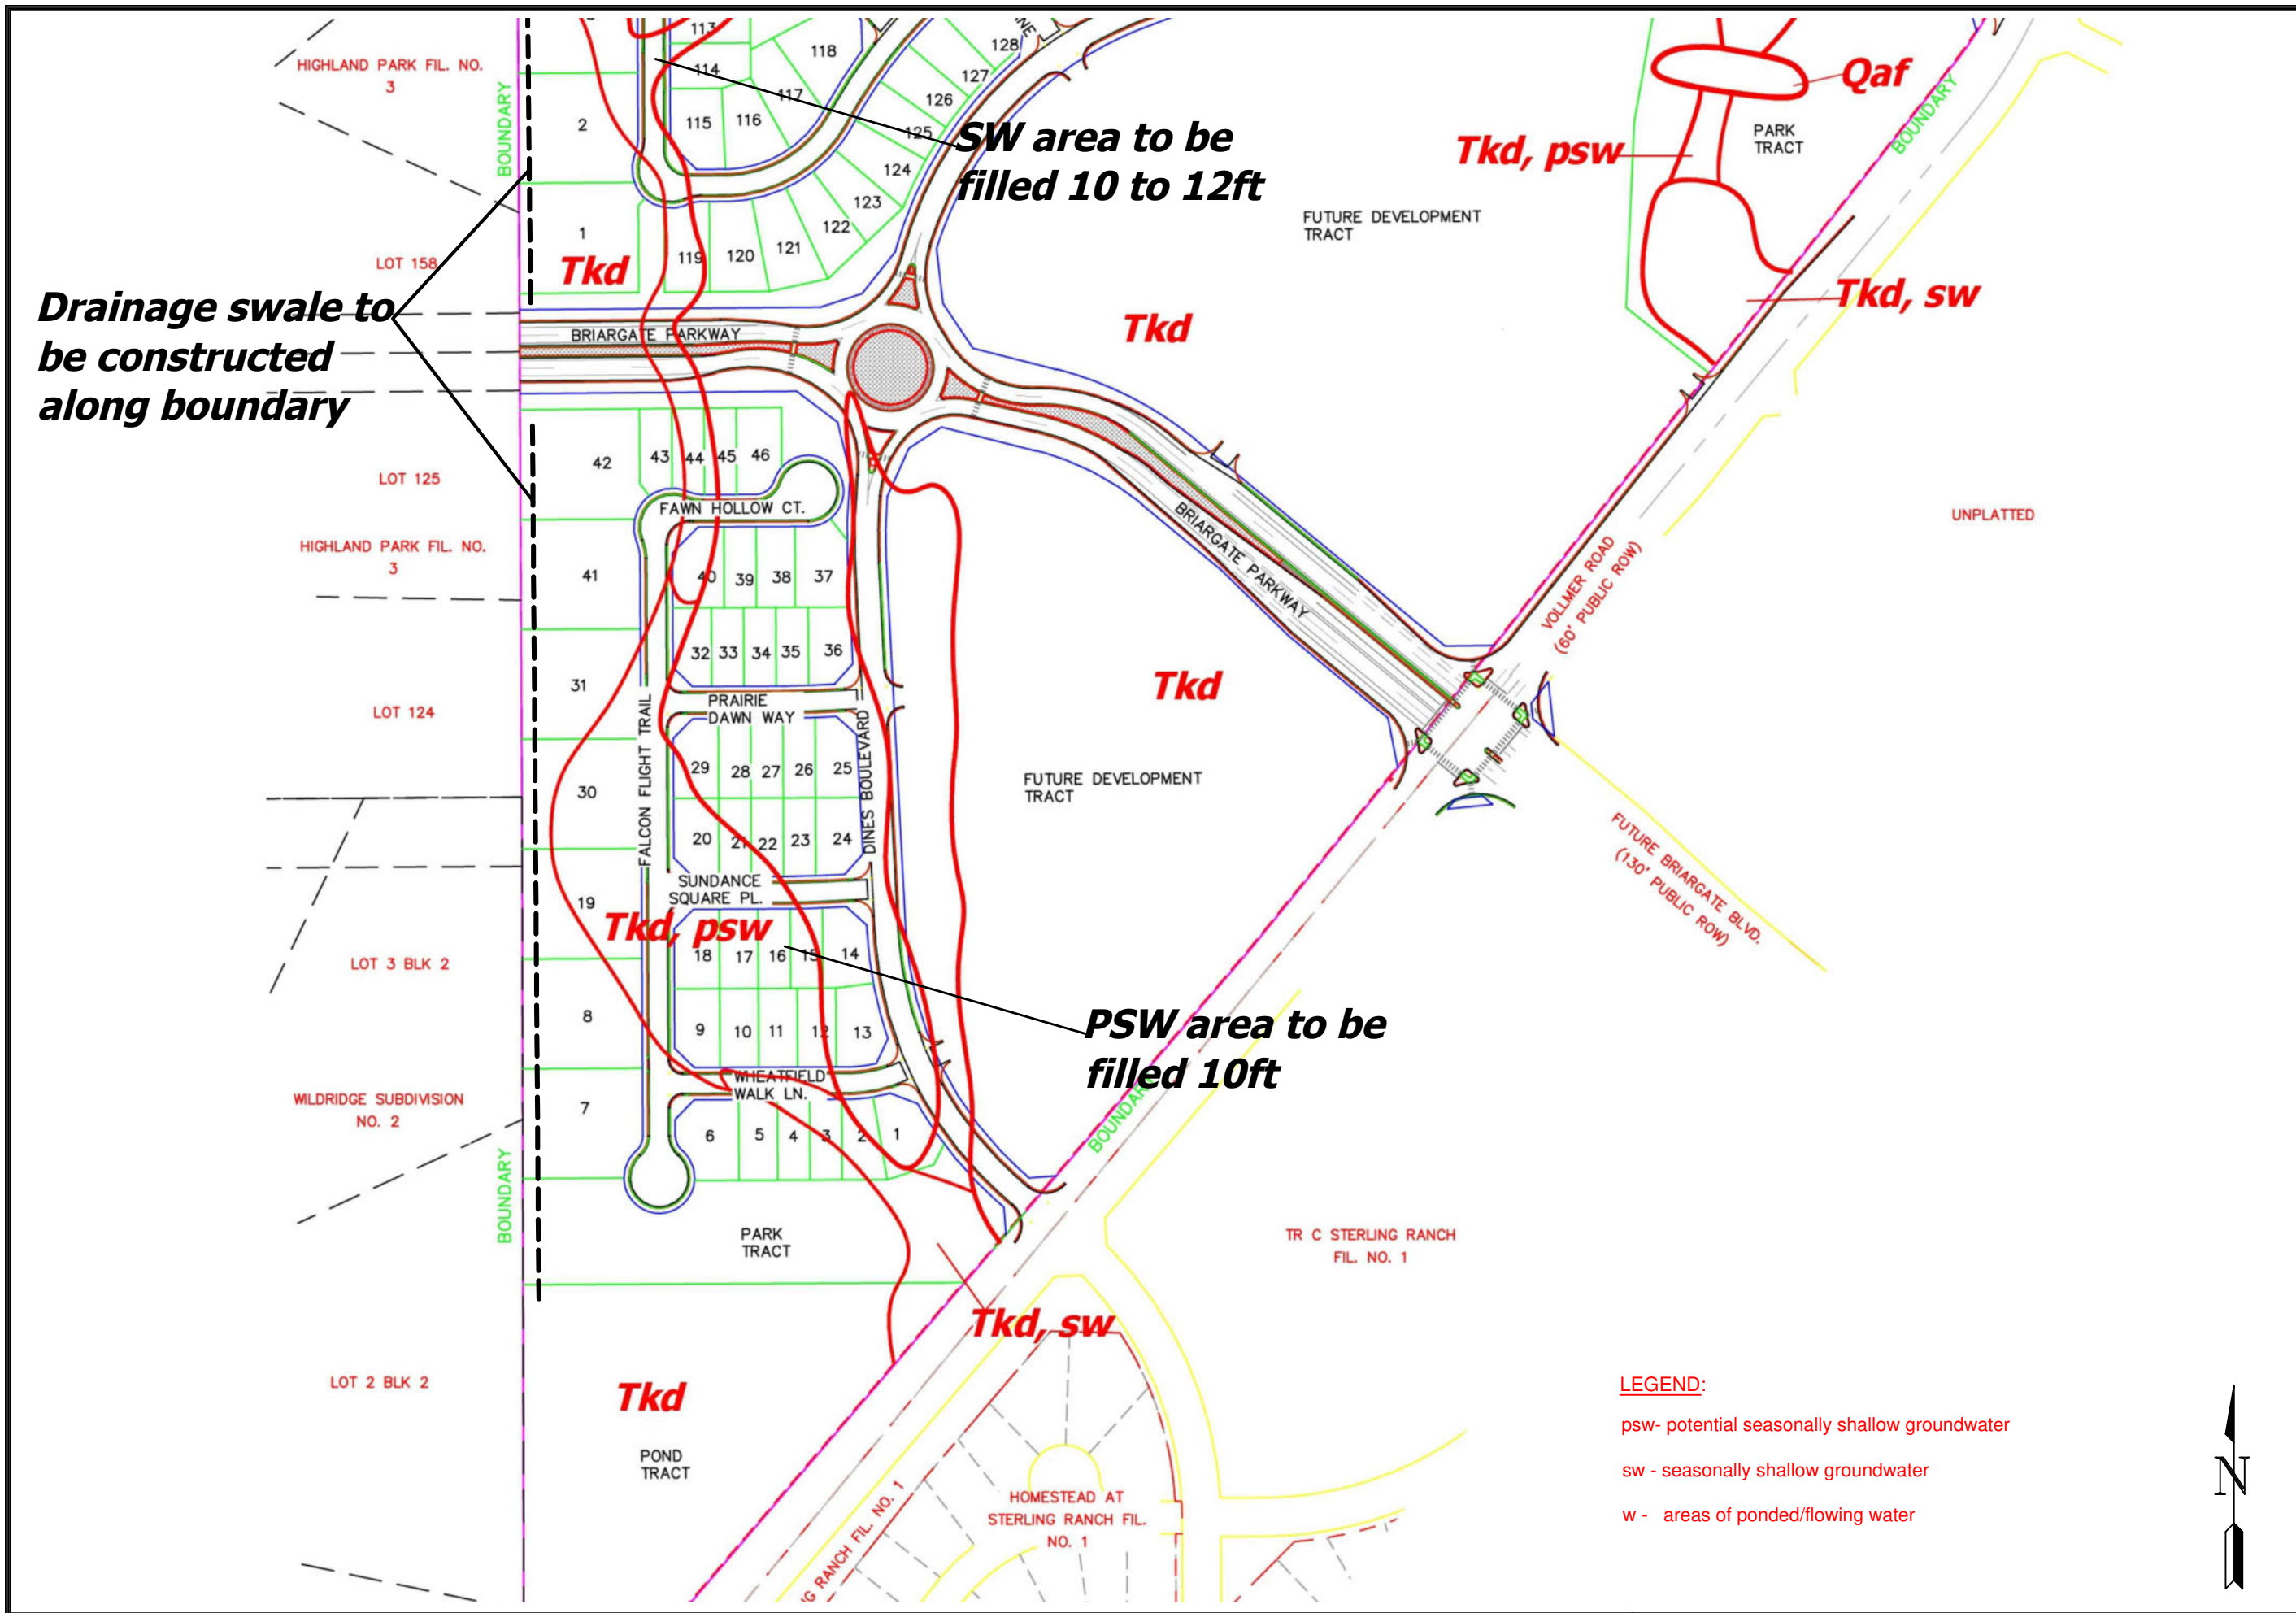 HIGHLAND PARK FIL. NO.
3
BOUNDARY
2
1
LOT 158
Tkd
113
114
115
116
117
118
119
120
121
122
123
124
125
126
127
128
SW area to be
filled 10 to 12ft
Qaf
PARK
TRACT
BOUNDARY
Tkd, psw
FUTURE DEVELOPMENT
TRACT
Tkd, sw
Tkd
Drainage swale to
be constructed
along boundary
BRIARGATE PARKWAY
LOT 125
HIGHLAND PARK FIL. NO.
3
42
43
44
45
46
FAWN HOLLOW CT.
41
40
39
38
37
BRIARGATE PARKWAY
UNPLATTED
VOLLMER ROAD
(60' PUBLIC ROW)
LOT 124
31
32
33
34
35
36
PRAIRIE
DAWN WAY
FALCON FLIGHT TRAIL
DINES BOULEVARD
Tkd
FUTURE DEVELOPMENT
TRACT
30
29
28
27
26
25
20
21
22
23
24
SUNDANCE
SQUARE PL.
FUTURE BRIARGATE BLVD.
(130' PUBLIC ROW)
19
Tkd, psw
LOT 3 BLK 2
18
17
16
15
14
8
9
10
11
12
13
PSW area to be
filled 10ft
WHEATFIELD
WALK LN.
WILDRIDGE SUBDIVISION
NO. 2
7
6
5
4
3
2
1
BOUNDARY
BOUNDARY
PARK
TRACT
TR C STERLING RANCH
FIL. NO. 1
Tkd, sw
LOT 2 BLK 2
Tkd
POND
TRACT
RANCH FIL. NO. 1
HOMESTEAD AT
STERLING RANCH FIL.
NO. 1
LEGEND:
psw- potential seasonally shallow groundwater
sw - seasonally shallow groundwater
w - areas of ponded/flowing water
N